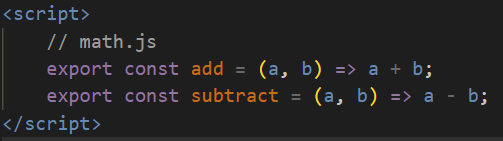 <script>
// math.js
export const add = (a, b) => a + b;
export const subtract = (a, b) => a - b;
</script>